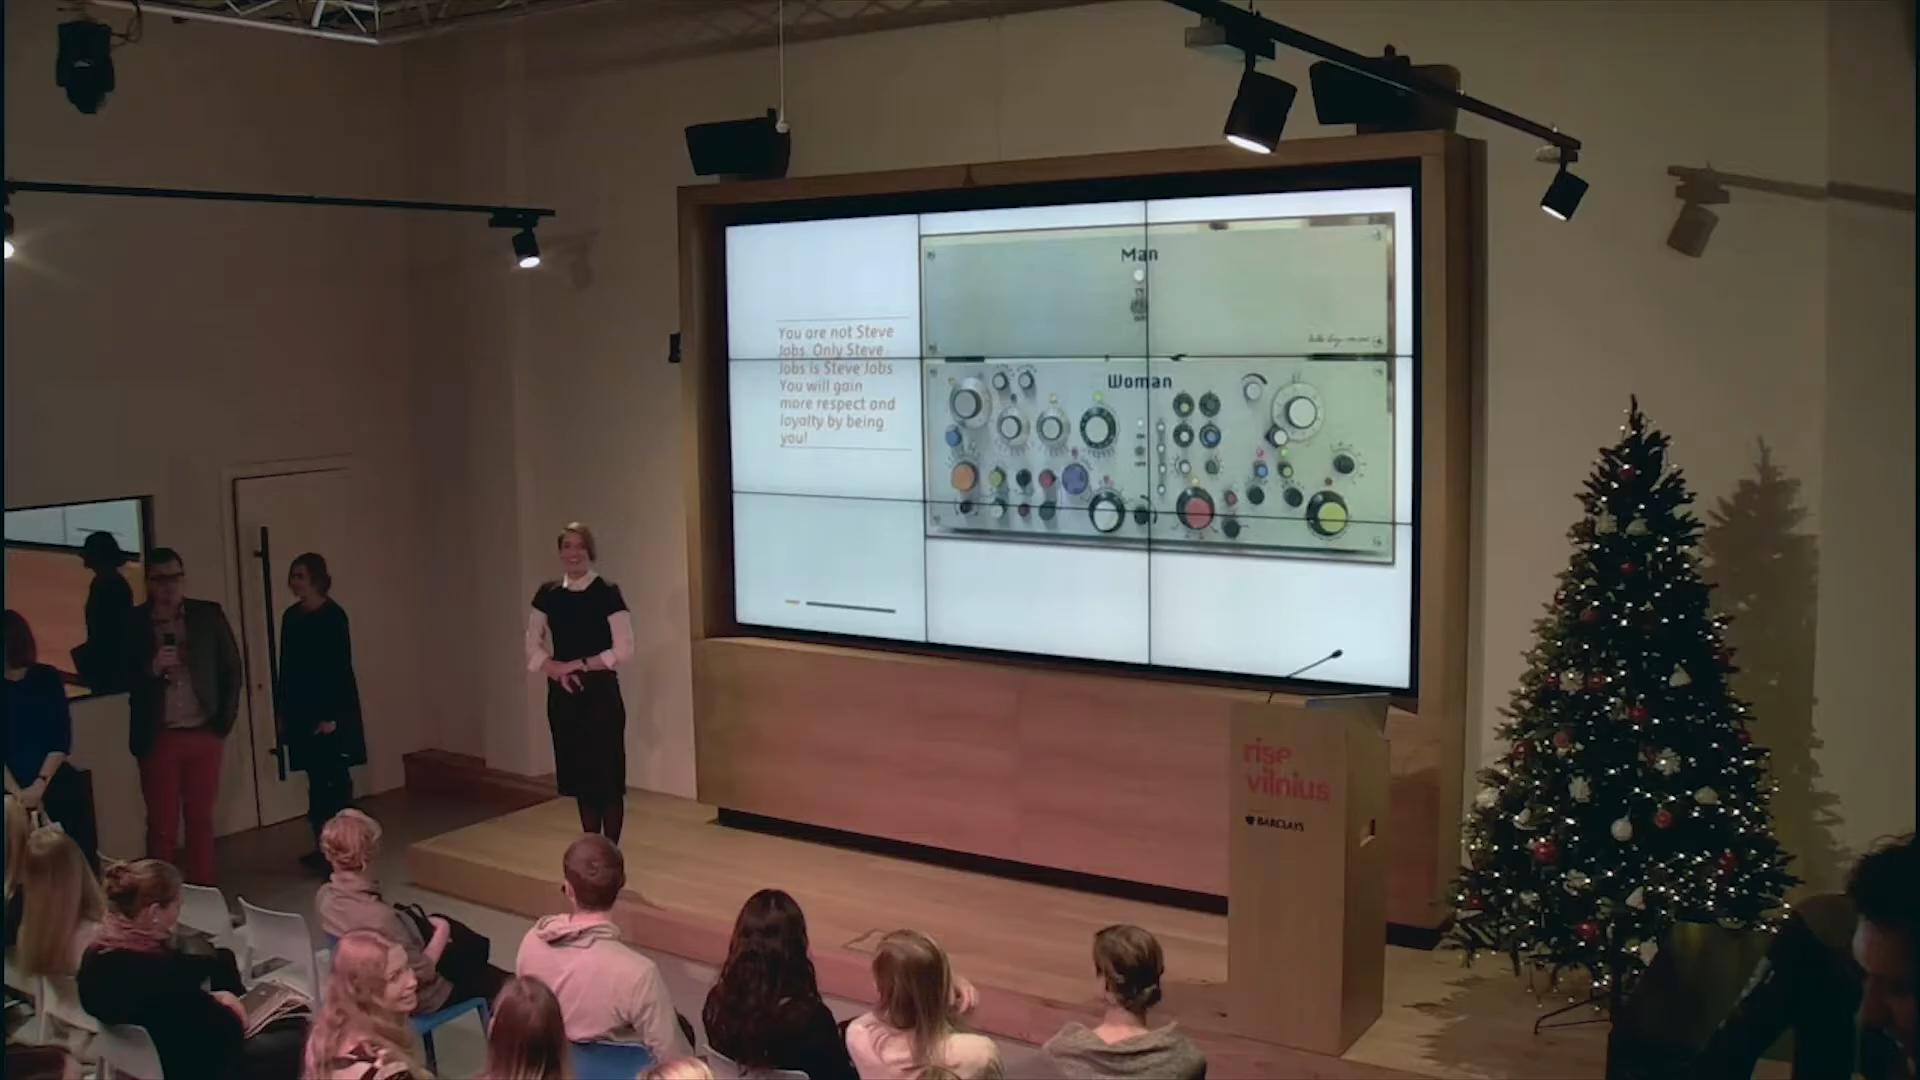 Man
You are not Steve
Jobs. Only Steve
Jobs is Steve Jobs
You will gain
more respect and
loyalty by being
you!
Woman
rise
vilnius
BARCLAYS